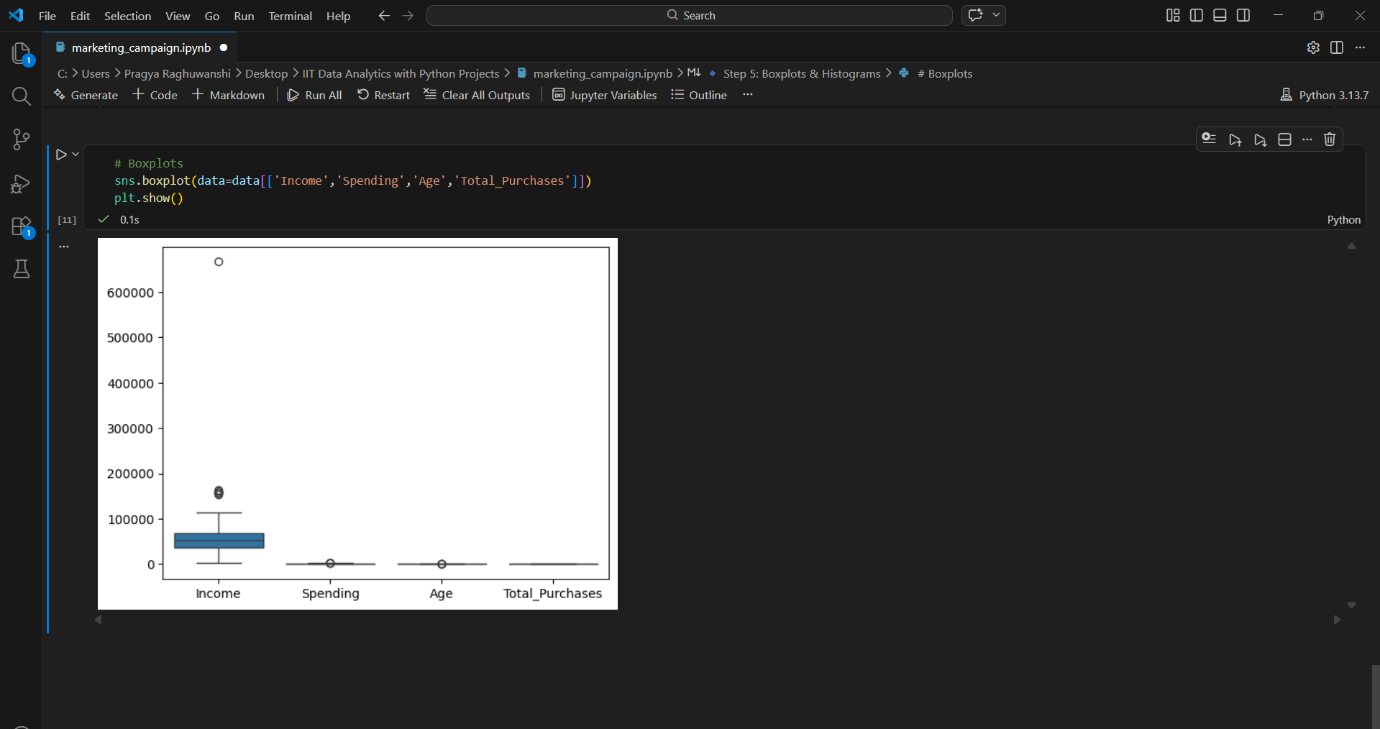 File Edit Selection View Go Run Terminal Help
Search
marketing_campaign.ipynb
C: > Users > Pragya Raghuwanshi > Desktop > IIT Data Analytics with Python Projects > marketing_campaign.ipynb > M↓ Step 5: Boxplots & Histograms > # Boxplots
Generate + Code + Markdown Run All Restart Clear All Outputs Jupyter Variables Outline ...
Python 3.13.7
1
# Boxplots
sns.boxplot(data=data[['Income','Spending','Age','Total_Purchases']])
plt.show()
[11]
0.1s
Python
1
600000
500000
400000
300000
200000
100000
0
Income Spending Age Total_Purchases